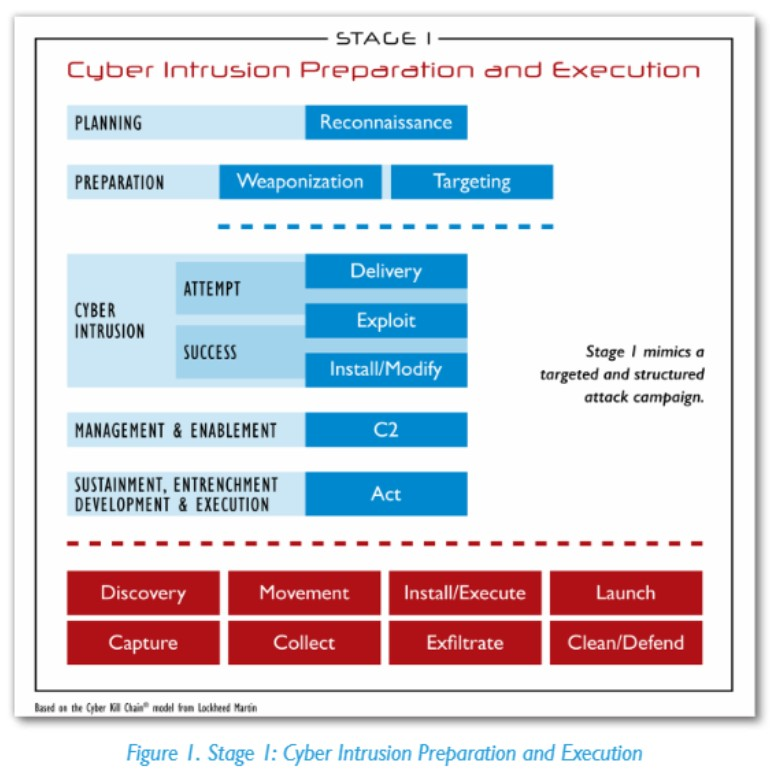 STAGE 1
Cyber Intrusion Preparation and Execution
PLANNING
Reconnaissance
PREPARATION
Weaponization
Targeting
CYBER
INTRUSION
ATTEMPT
SUCCESS
Delivery
Exploit
Install/Modify
Stage 1 mimics a
targeted and structured
attack campaign.
MANAGEMENT & ENABLEMENT
C2
SUSTAINMENT, ENTRENCHMENT
DEVELOPMENT & EXECUTION
Act
Discovery
Movement
Install/Execute
Launch
Capture
Collect
Exfiltrate
Clean/Defend
Based on the Cyber Kill Chain® model from Lockheed Martin
Figure 1. Stage 1: Cyber Intrusion Preparation and Execution